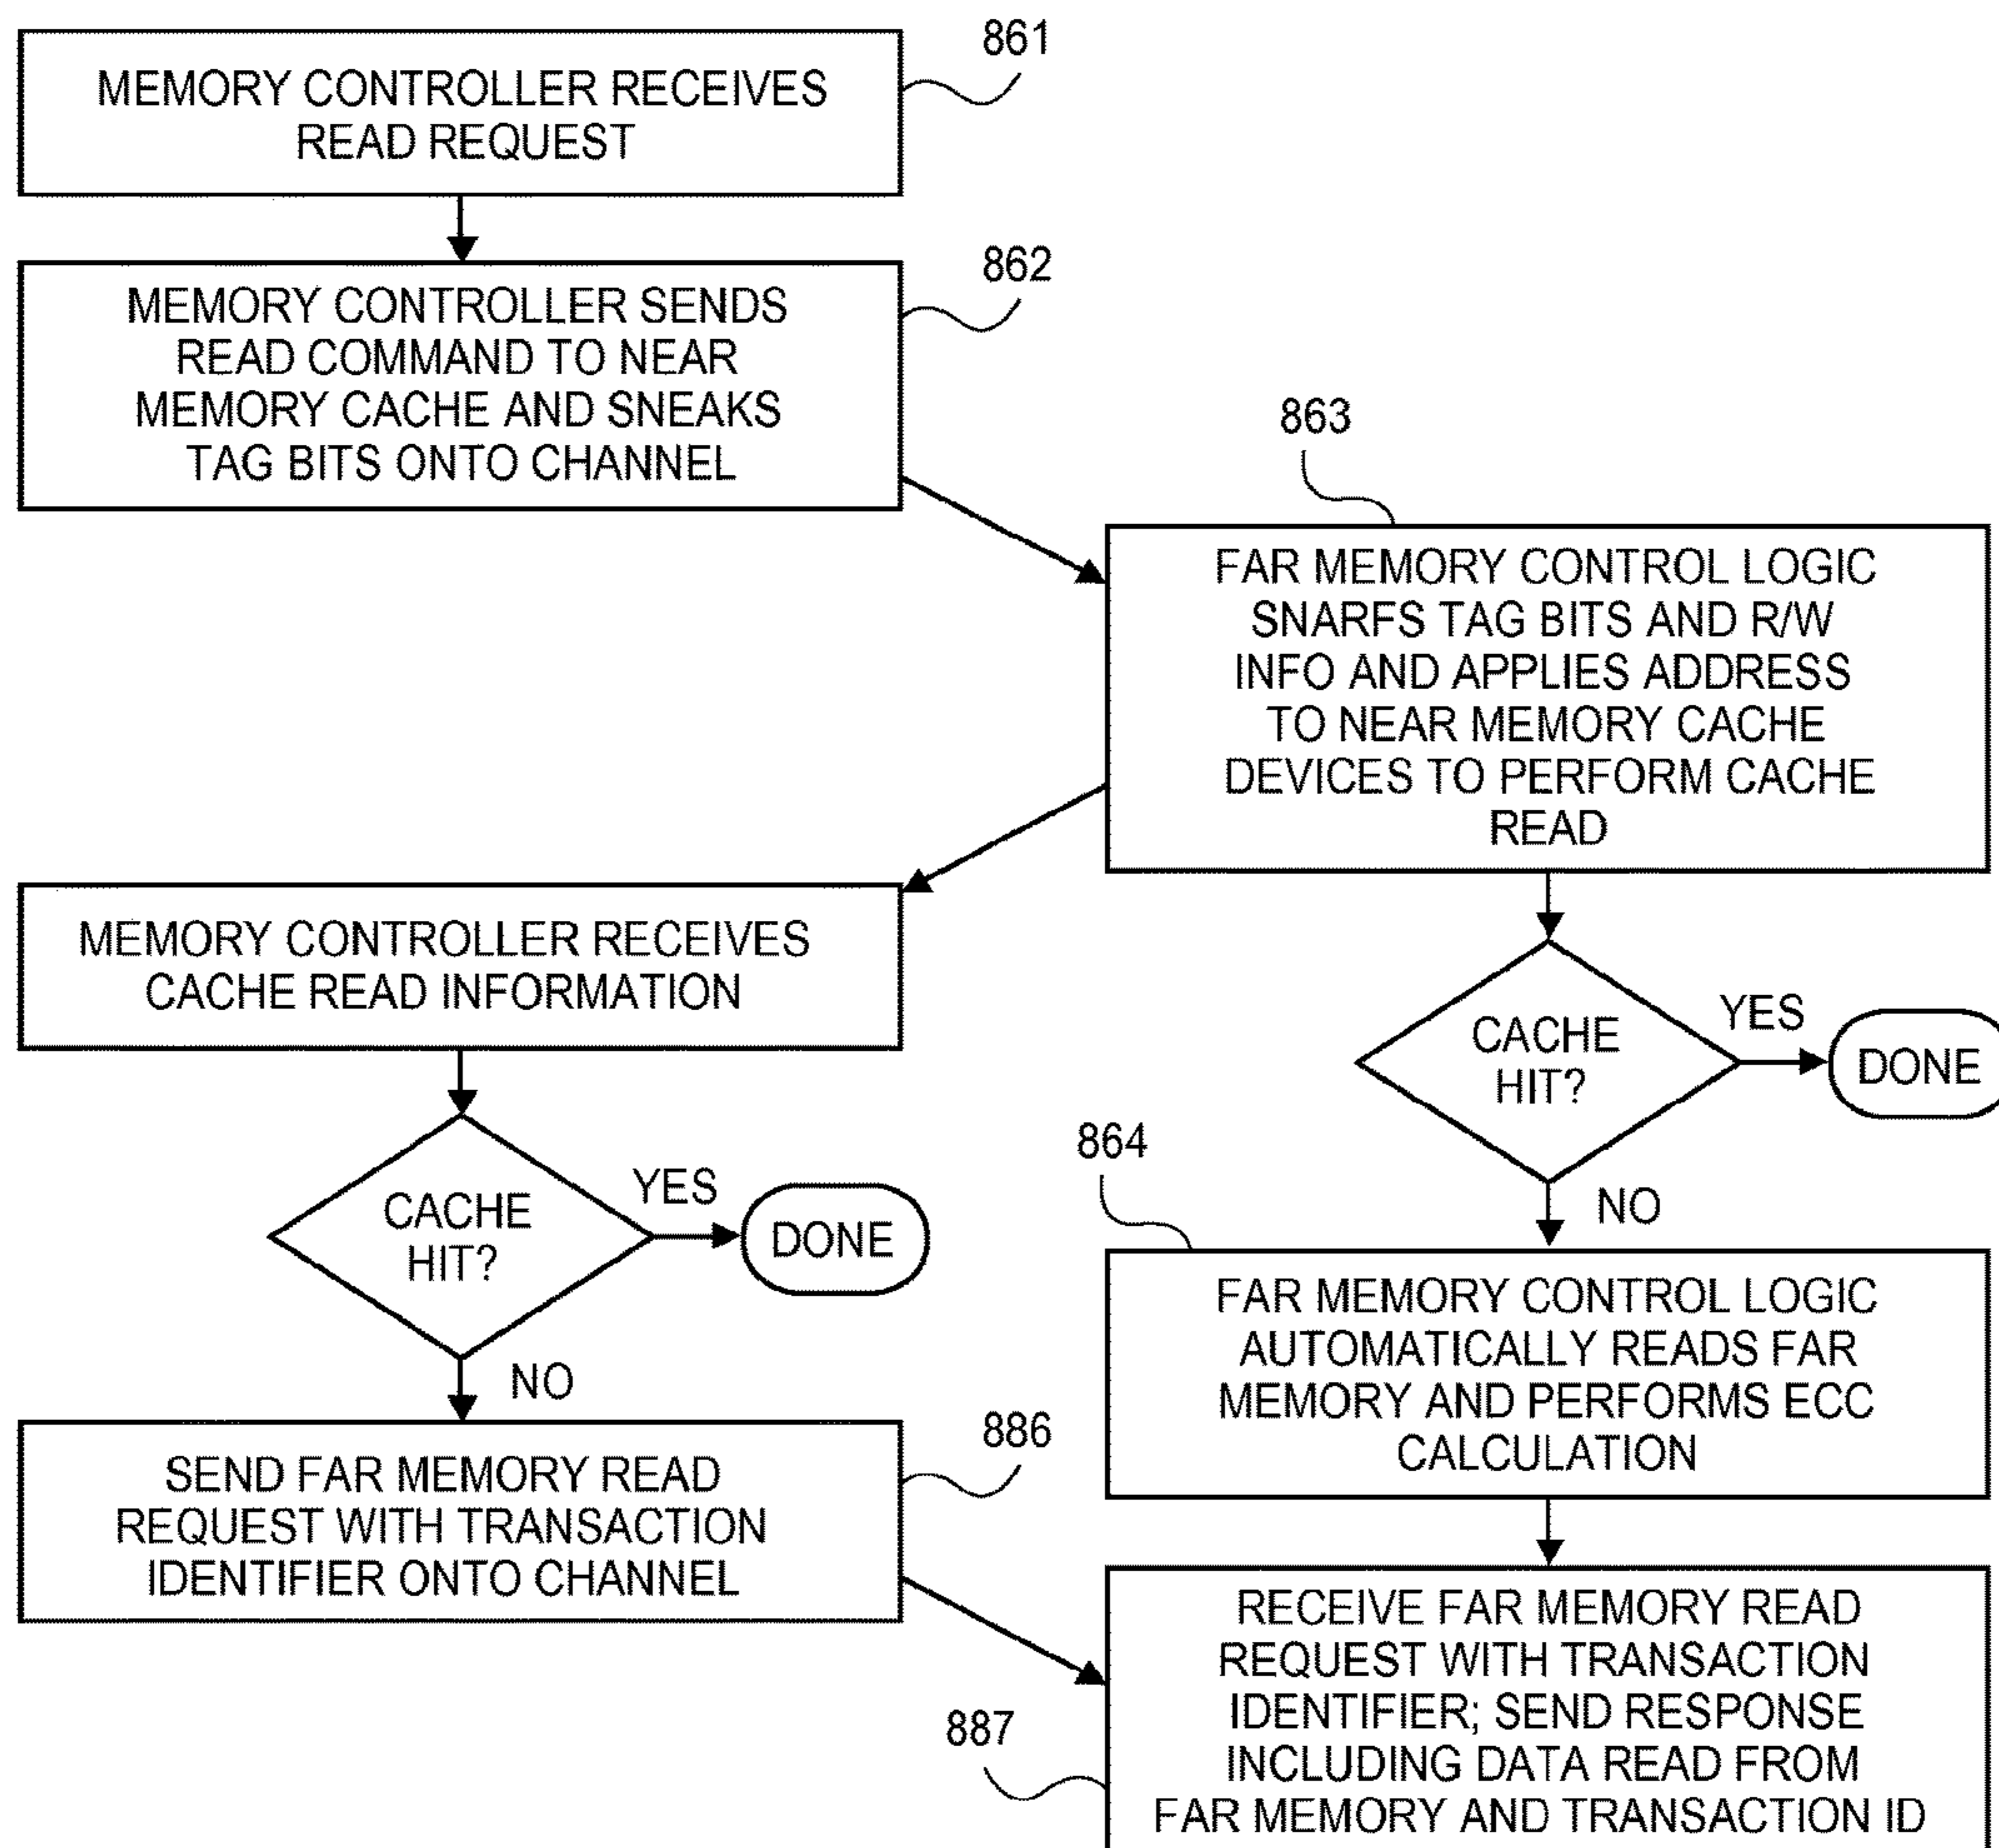 861
MEMORY CONTROLLER RECEIVES
READ REQUEST
862
MEMORY CONTROLLER SENDS
READ COMMAND TO NEAR
MEMORY CACHE AND SNEAKS
TAG BITS ONTO CHANNEL
863
FAR MEMORY CONTROL LOGIC
SNARFS TAG BITS AND R/W
INFO AND APPLIES ADDRESS
TO NEAR MEMORY CACHE
DEVICES TO PERFORM CACHE
READ
MEMORY CONTROLLER RECEIVES
CACHE READ INFORMATION
CACHE
HIT?
YES
DONE
NO
864
FAR MEMORY CONTROL LOGIC
AUTOMATICALLY READS FAR
MEMORY AND PERFORMS ECC
CALCULATION
CACHE
HIT?
YES
DONE
NO
886
SEND FAR MEMORY READ
REQUEST WITH TRANSACTION
IDENTIFIER ONTO CHANNEL
887
RECEIVE FAR MEMORY READ
REQUEST WITH TRANSACTION
IDENTIFIER; SEND RESPONSE
INCLUDING DATA READ FROM
FAR MEMORY AND TRANSACTION ID